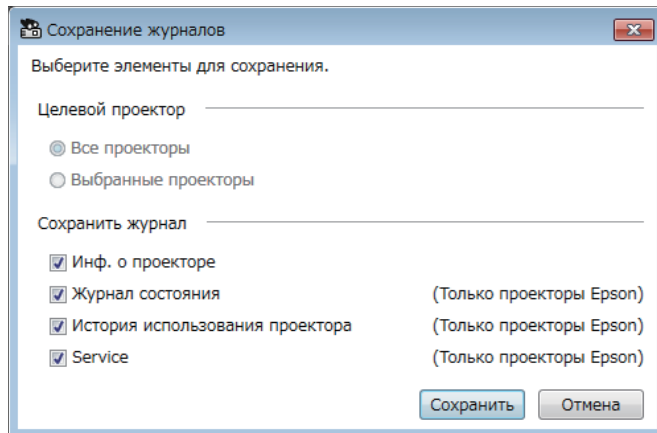 Сохранение журналов
Выберите элементы для сохранения.
Целевой проектор
Все проекторы
Выбранные проекторы
Сохранить журнал
Инф. о проекторе
Журнал состояния (Только проекторы Epson)
История использования проектора (Только проекторы Epson)
Service (Только проекторы Epson)
Сохранить Отмена